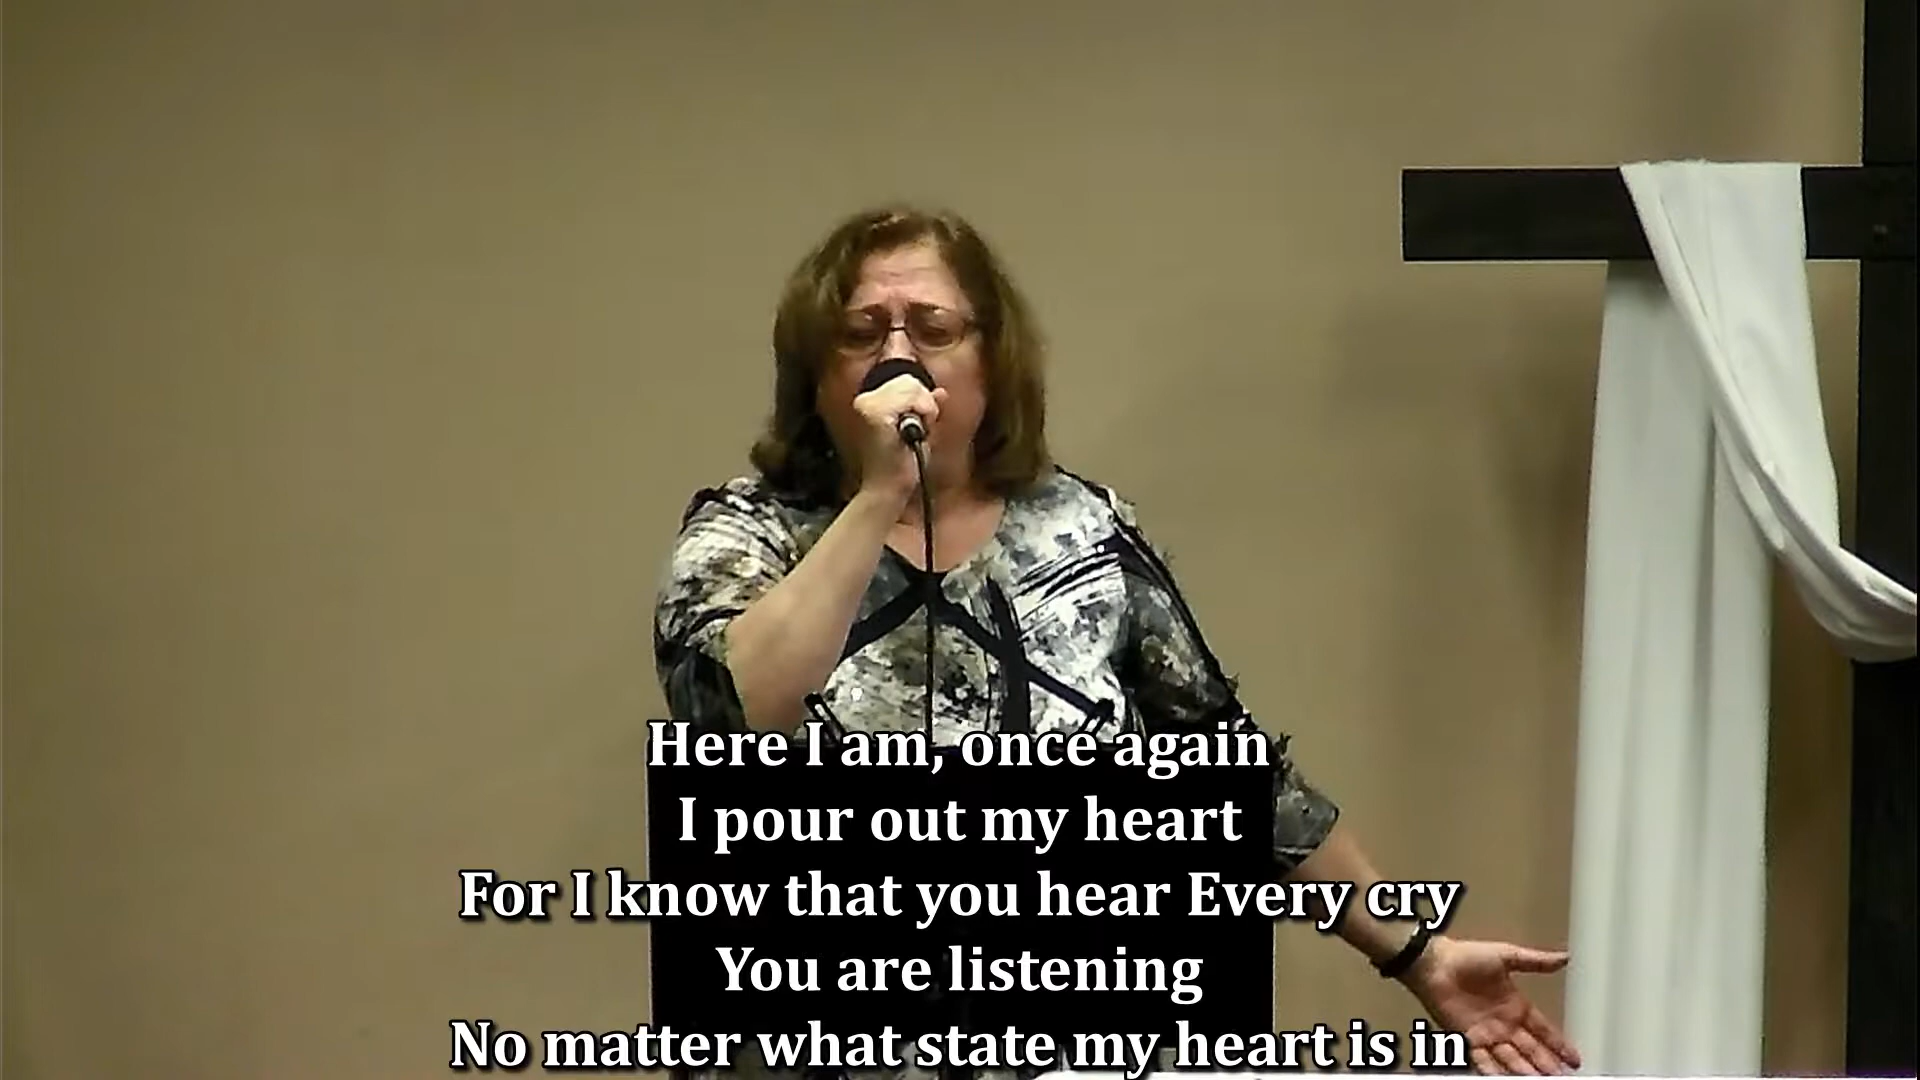 Here I am, once again
I pour out my heart
For I know that you hear Every cry
You are listening
No matter what state my heart is in